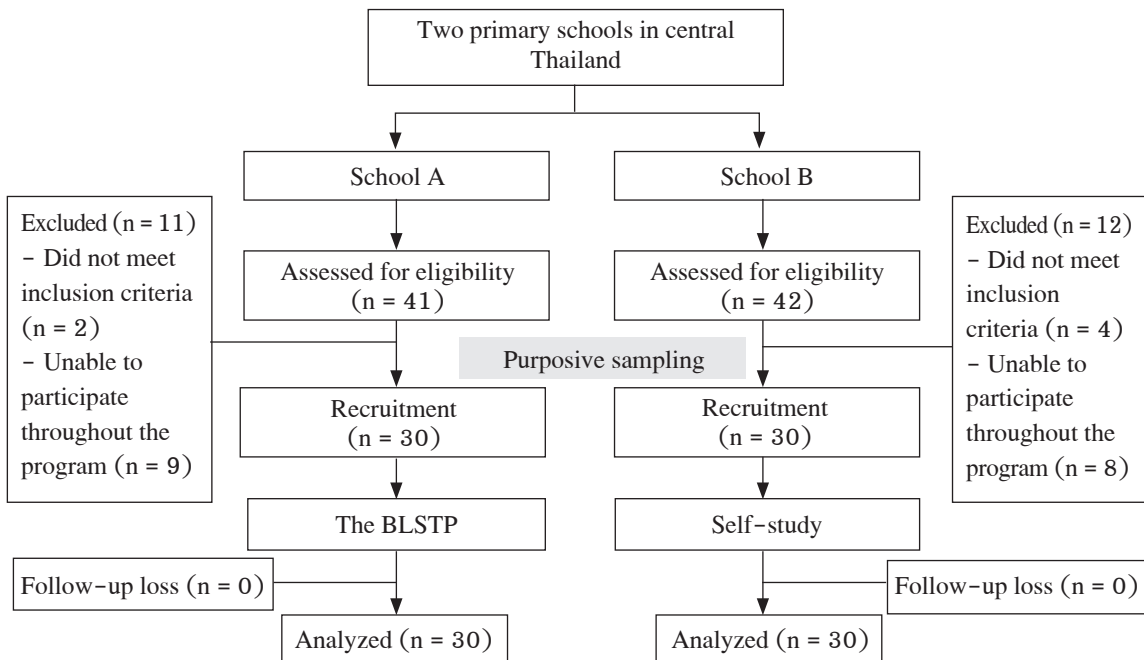 Two primary schools in central
Thailand
School A
School B
Excluded (n = 11)
– Did not meet
inclusion criteria
(n = 2)
– Unable to
participate
throughout the
program (n = 9)
Assessed for eligibility
(n = 41)
Assessed for eligibility
(n = 42)
Excluded (n = 12)
– Did not meet
inclusion
criteria (n = 4)
– Unable to
participate
throughout the
program (n = 8)
Purposive sampling
Recruitment
(n = 30)
Recruitment
(n = 30)
The BLSTP
Self-study
Follow-up loss (n = 0)
Follow-up loss (n = 0)
Analyzed (n = 30)
Analyzed (n = 30)